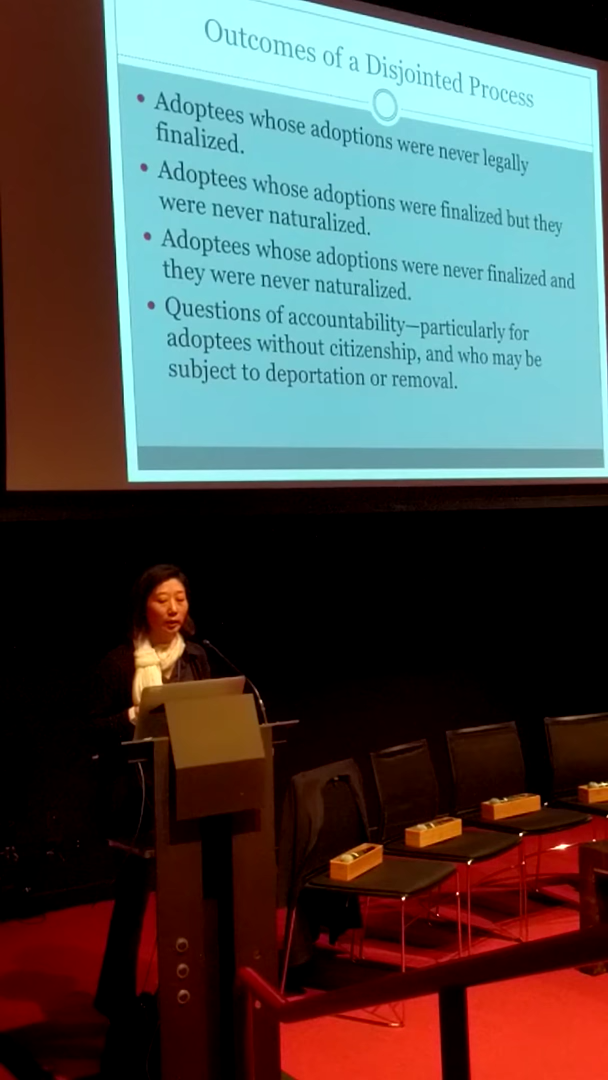 Outcomes of a Disjointed Process
• Adoptees whose adoptions were never legally
finalized.
• Adoptees whose adoptions were finalized but they
were never naturalized.
• Adoptees whose adoptions were never finalized and
they were never naturalized.
• Questions of accountability—particularly for
adoptees without citizenship, and who may be
subject to deportation or removal.